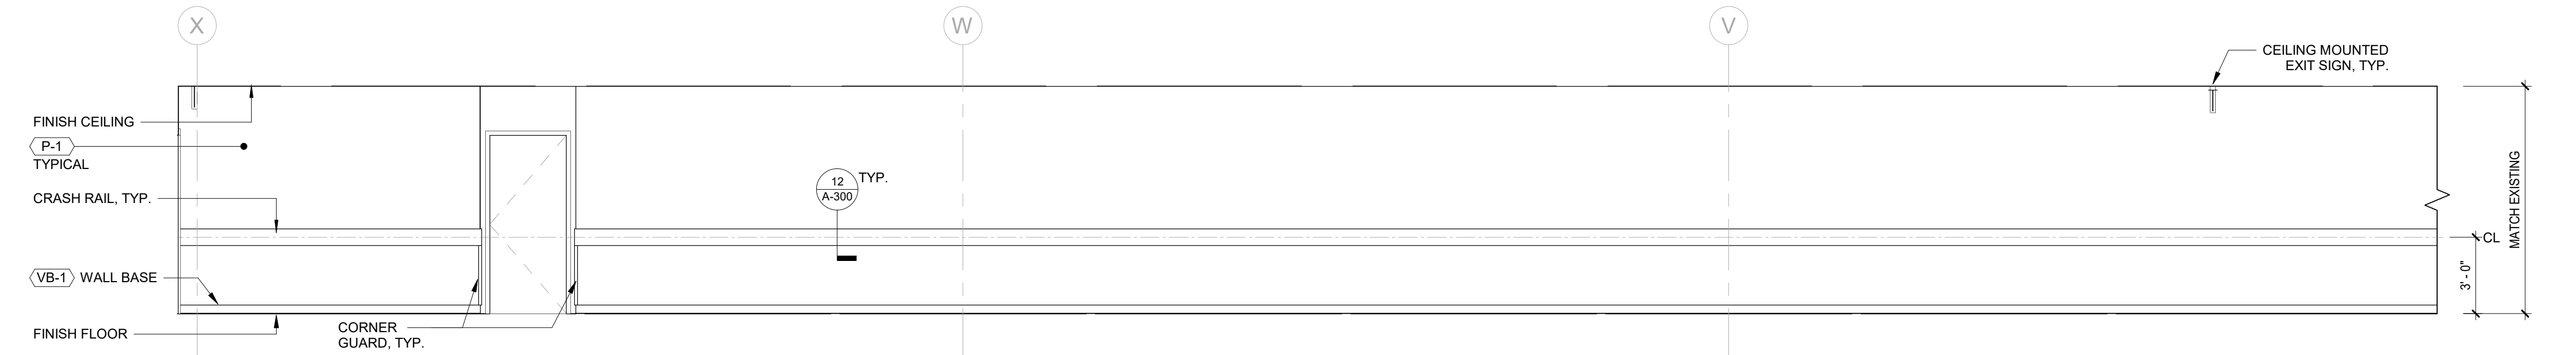 X
W
V
CEILING MOUNTED
EXIT SIGN, TYP.
FINISH CEILING
P-1
TYPICAL
12
A-300
TYP.
CRASH RAIL, TYP.
MATCH EXISTING
CL
3' - 0"
VB-1 WALL BASE
FINISH FLOOR
CORNER
GUARD, TYP.